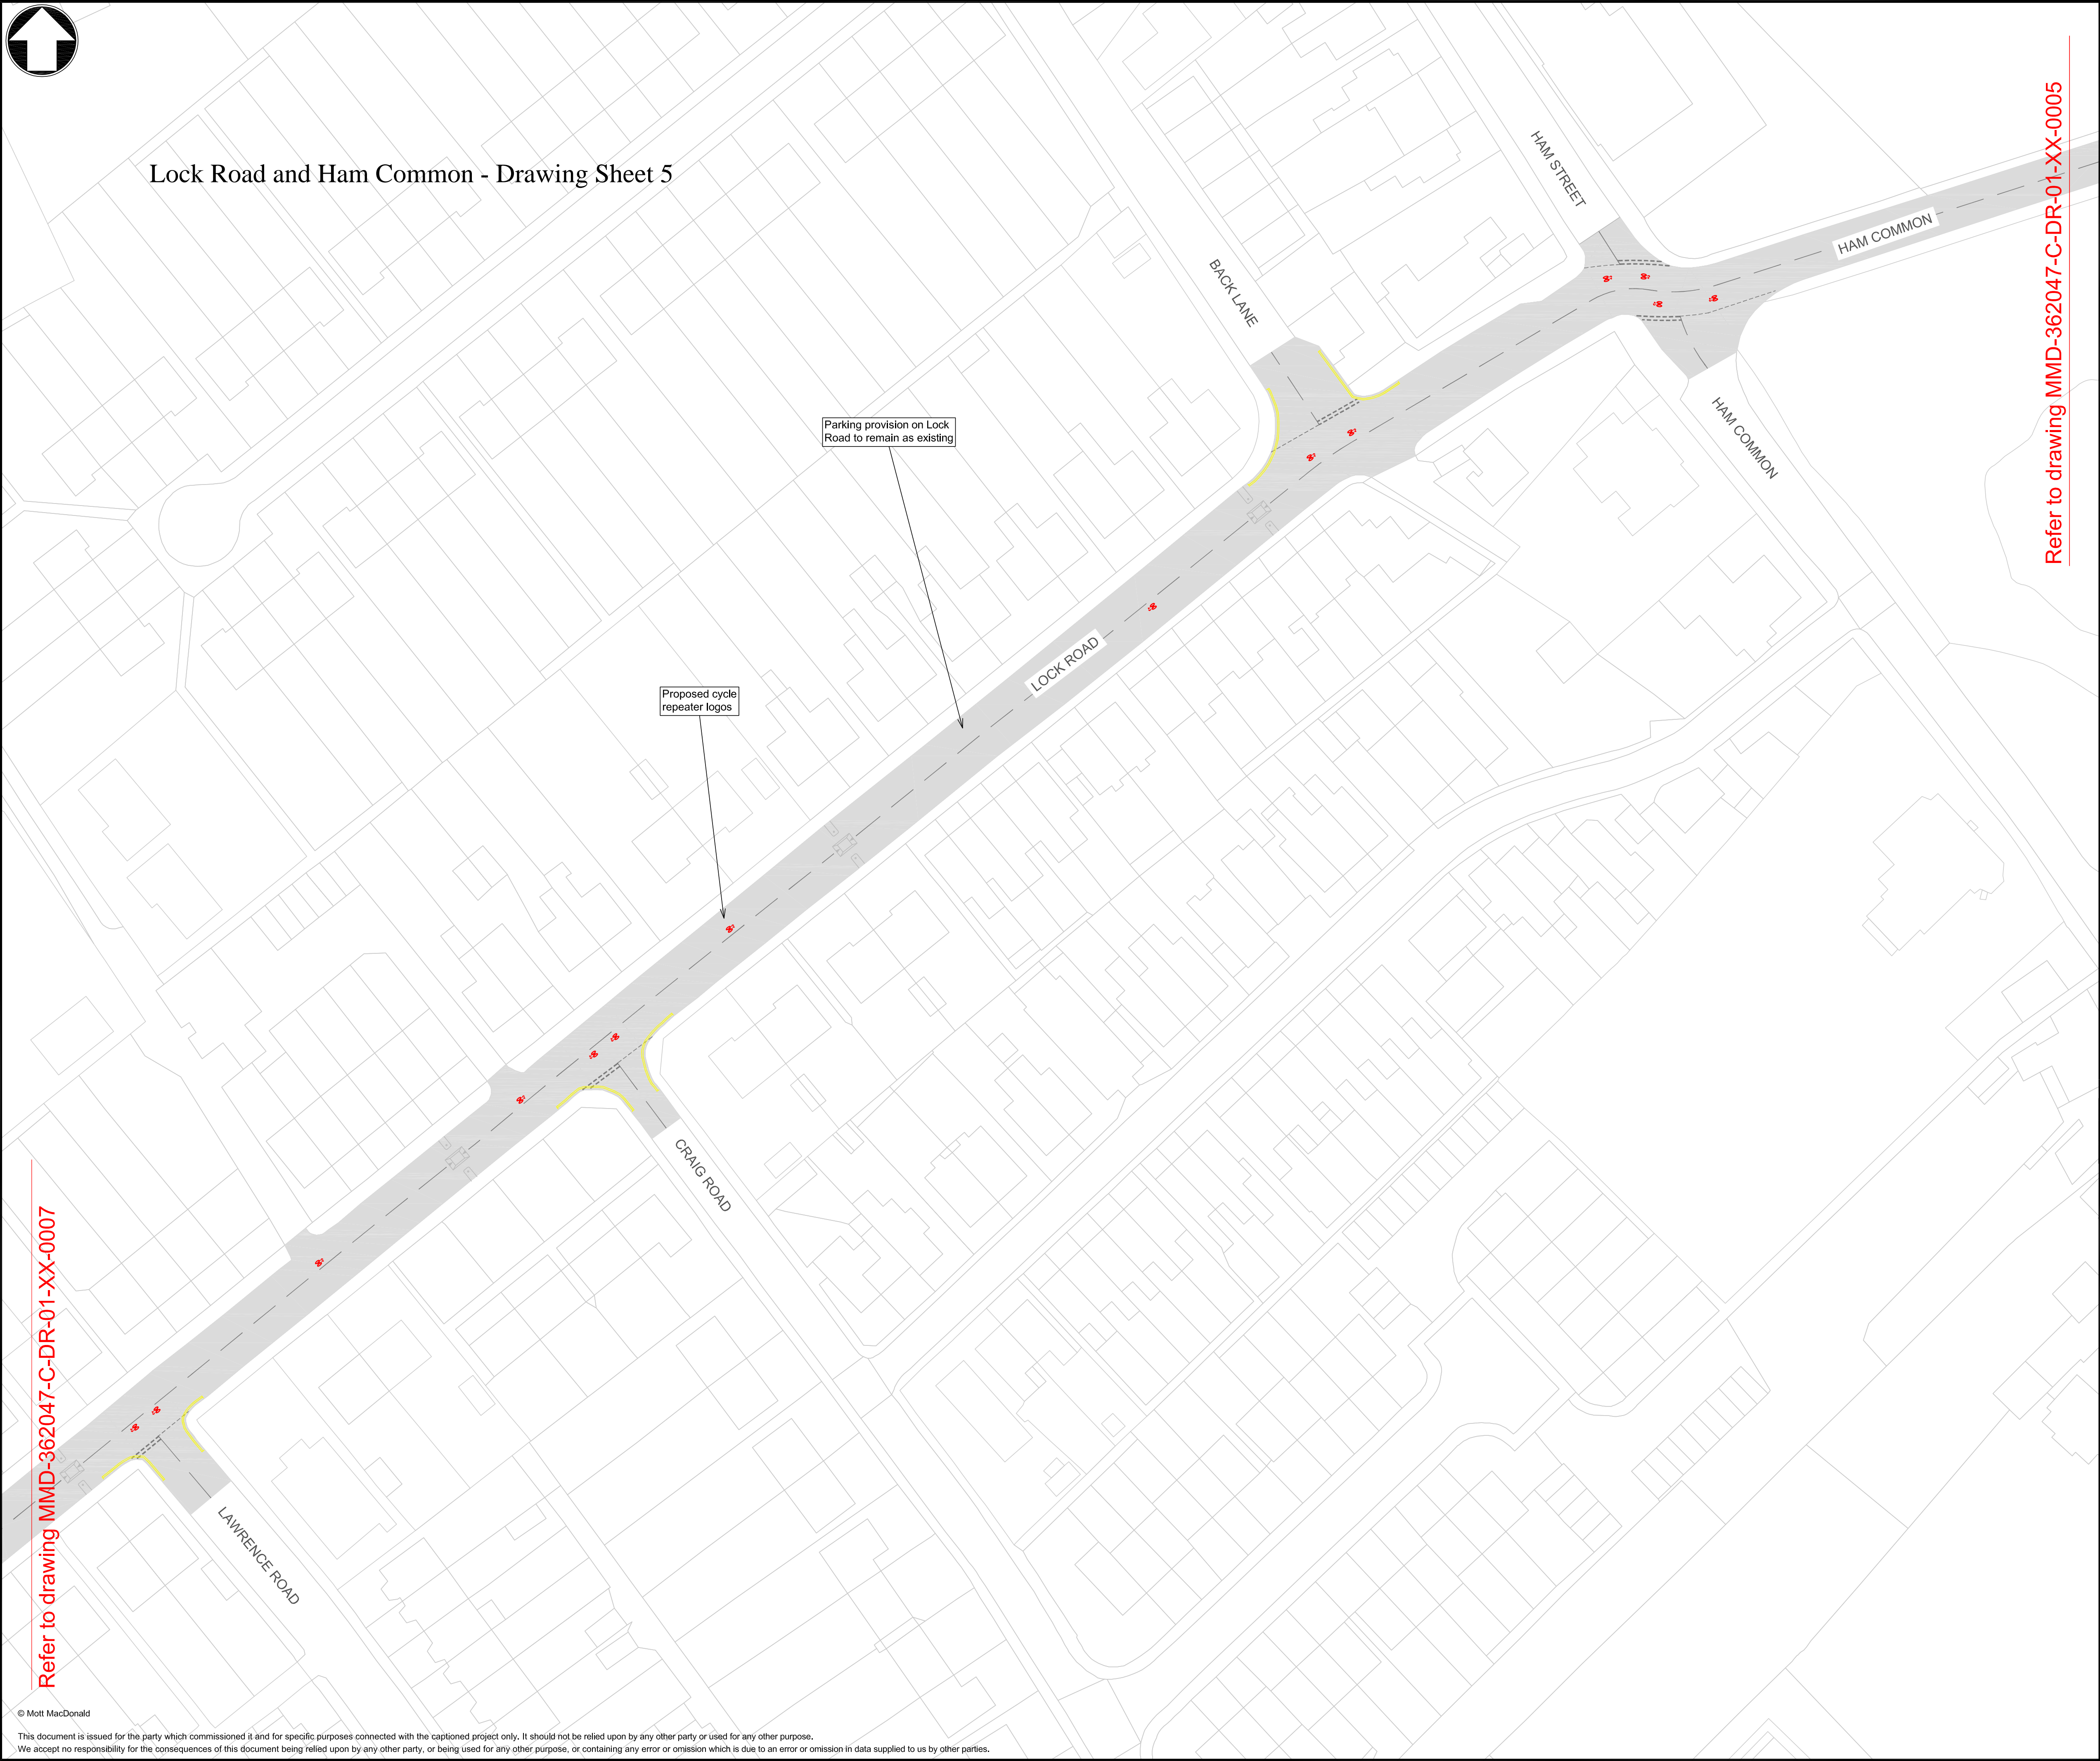 Lock Road and Ham Common - Drawing Sheet 5
HAM STREET
HAM COMMON
BACK LANE
HAM COMMON
Refer to drawing MMD-362047-C-DR-01-XX-0005
Parking provision on Lock
Road to remain as existing
LOCK ROAD
Proposed cycle
repeater logos
CRAIG ROAD
Refer to drawing MMD-362047-C-DR-01-XX-0007
LAWRENCE ROAD
© Mott MacDonald
This document is issued for the party which commissioned it and for specific purposes connected with the captioned project only. It should not be relied upon by any other party or used for any other purpose.
We accept no responsibility for the consequences of this document being relied upon by any other party, or being used for any other purpose, or containing any error or omission which is due to an error or omission in data supplied to us by other parties.